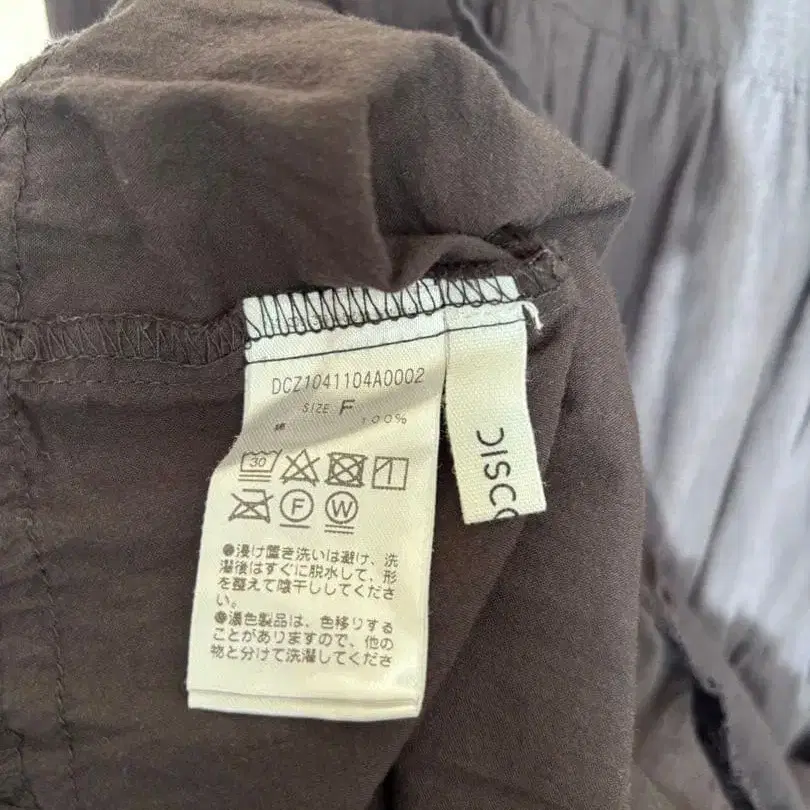 DCZ1041104A0002
SIZE F
100%
30
F
W
●浸け置き洗いは避け、洗
濯後はすぐに脱水して、形
を整えて陰干ししてくださ
い。
●濃色製品は、色移りする
ことがありますので、他の
物と分けて洗濯してくださ
DISCO